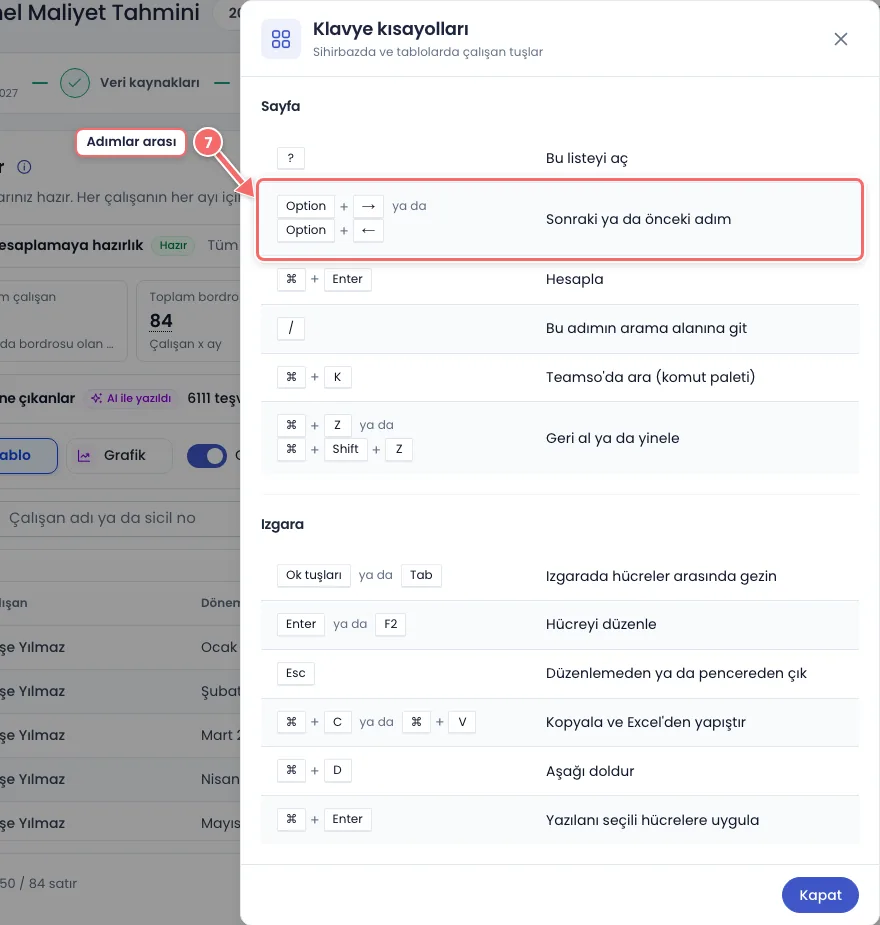 nel Maliyet Tahmini
20
Klavye kısayolları
Sihirbazda ve tablolarda çalışan tuşlar
2027
Veri kaynakları
Sayfa
Adımlar arası
7
? Bu listeyi aç
arınız hazır. Her çalışanın her ayı için
Option + → ya da
Option + ←
Sonraki ya da önceki adım
esaplamaya hazırlık Hazır Tüm
⌘ + Enter Hesapla
m çalışan
da bordrosu olan ...
Toplam bordro
84
Çalışan x ay
/ Bu adımın arama alanına git
⌘ + K Teamso'da ara (komut paleti)
ne çıkanlar AI ile yazıldı 6111 teşv
⌘ + Z ya da
⌘ + Shift + Z
Geri al ya da yinele
ablo Grafik
Çalışan adı ya da sicil no
Izgara
Ok tuşları ya da Tab Izgarada hücreler arasında gezin
lışan Dönem
Enter ya da F2 Hücreyi düzenle
şe Yılmaz Ocak
Esc Düzenlemeden ya da pencereden çık
şe Yılmaz Şubat
⌘ + C ya da ⌘ + V Kopyala ve Excel'den yapıştır
şe Yılmaz Mart 2
⌘ + D Aşağı doldur
şe Yılmaz Nisan
⌘ + Enter Yazılanı seçili hücrelere uygula
şe Yılmaz Mayıs
50 / 84 satır
Kapat